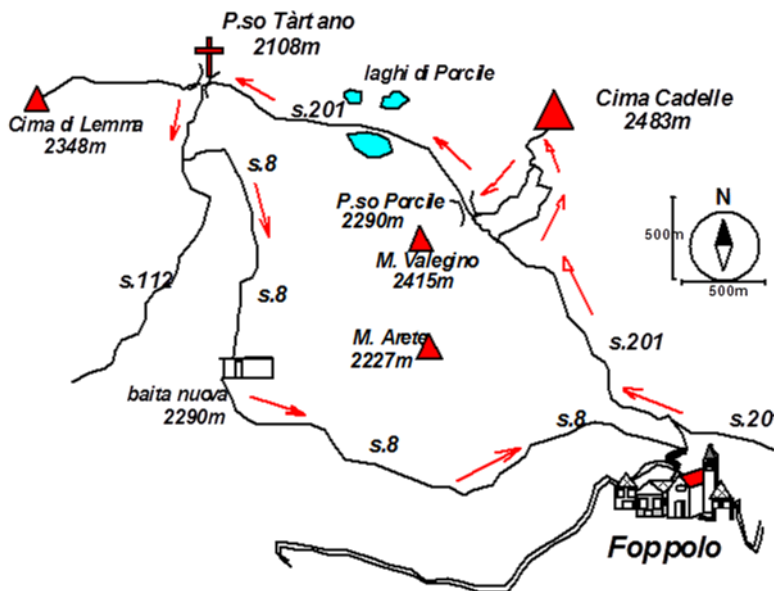 P.so Tàrtano
2108m
laghi di Porcile
Cima Cadelle
2483m
s.201
Cima d Lemma
2348m
s.8
P.so Porcile
2290m
N
500m
500m
M. Valegino
2415m
s.112
s.8
M. Arete
2227m
s.201
baita nuova
2290m
s.8
s.8
s.20
Foppolo